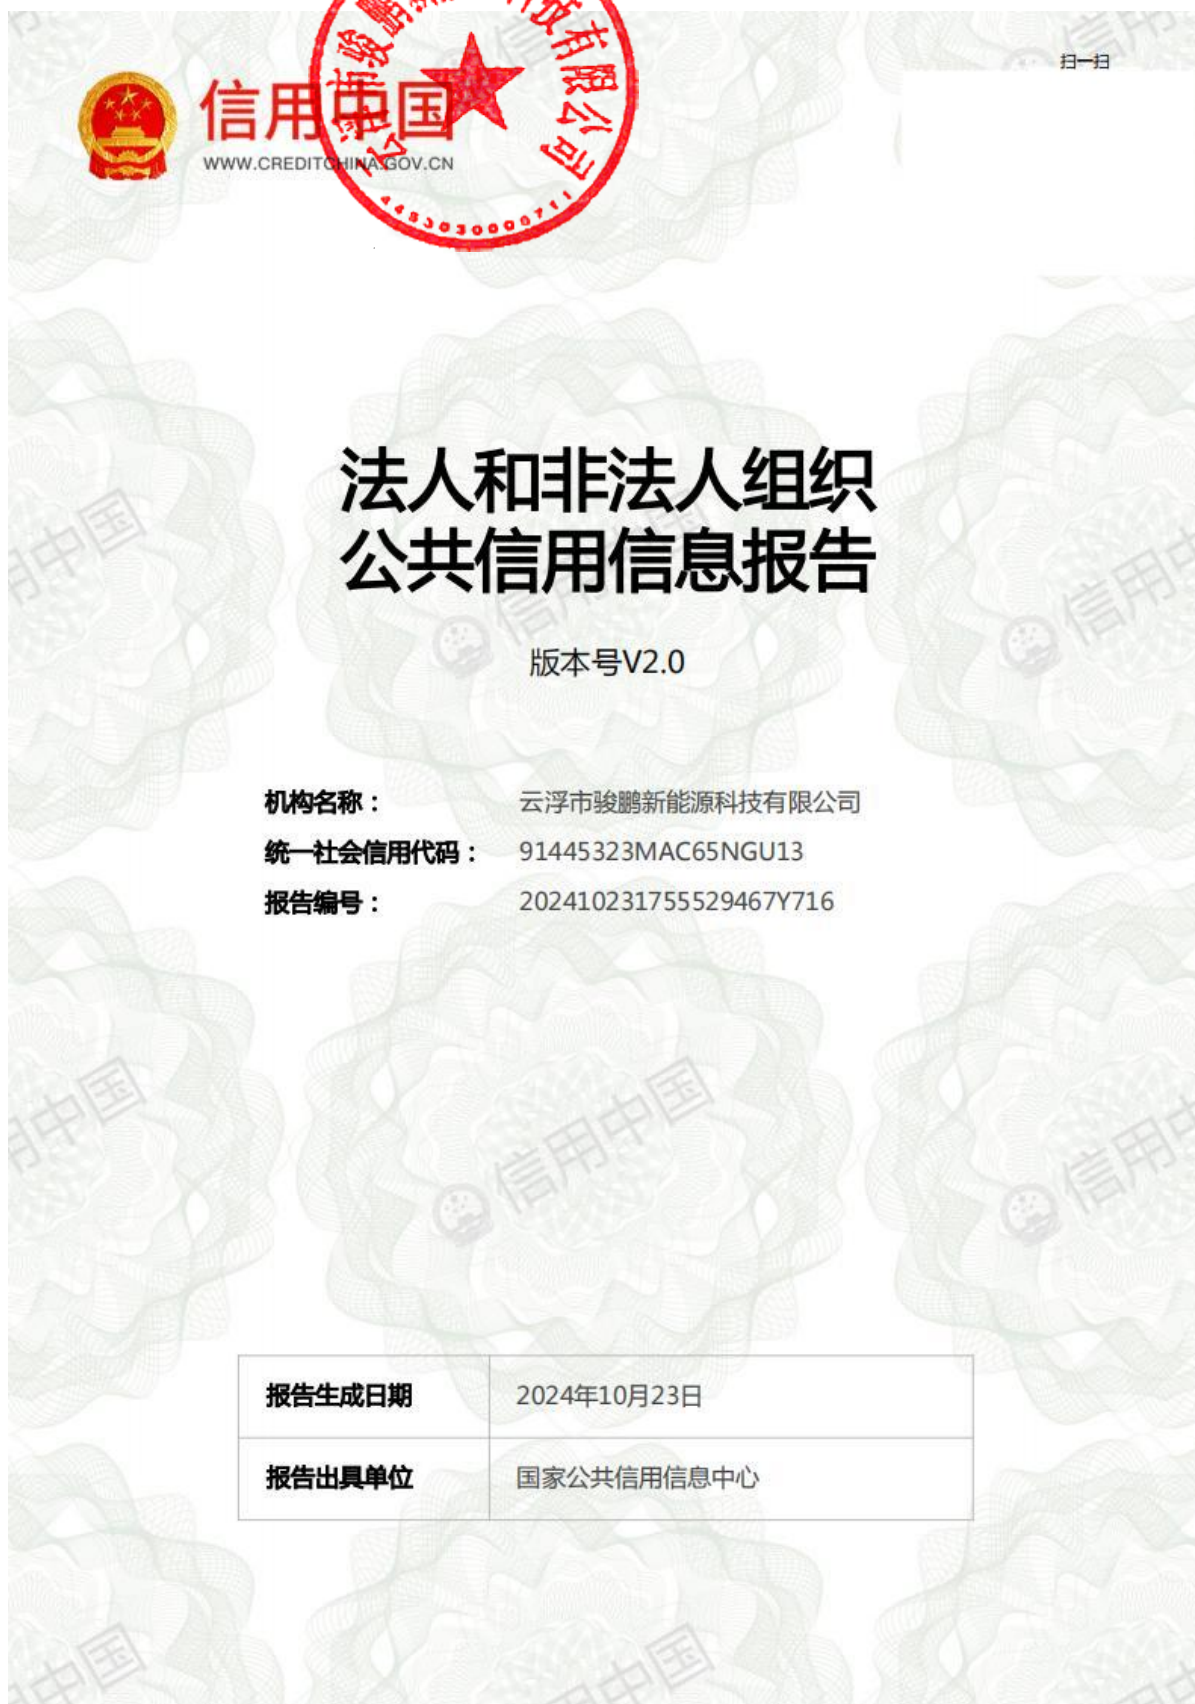 扫一扫
信用中国
WWW.CREDITCHINA.GOV.CN
法人和非法人组织
公共信用信息报告
版本号V2.0
机构名称： 云浮市骏鹏新能源科技有限公司
统一社会信用代码： 91445323MAC65NGU13
报告编号： 202410231755529467Y716
报告生成日期 2024年10月23日
报告出具单位 国家公共信用信息中心